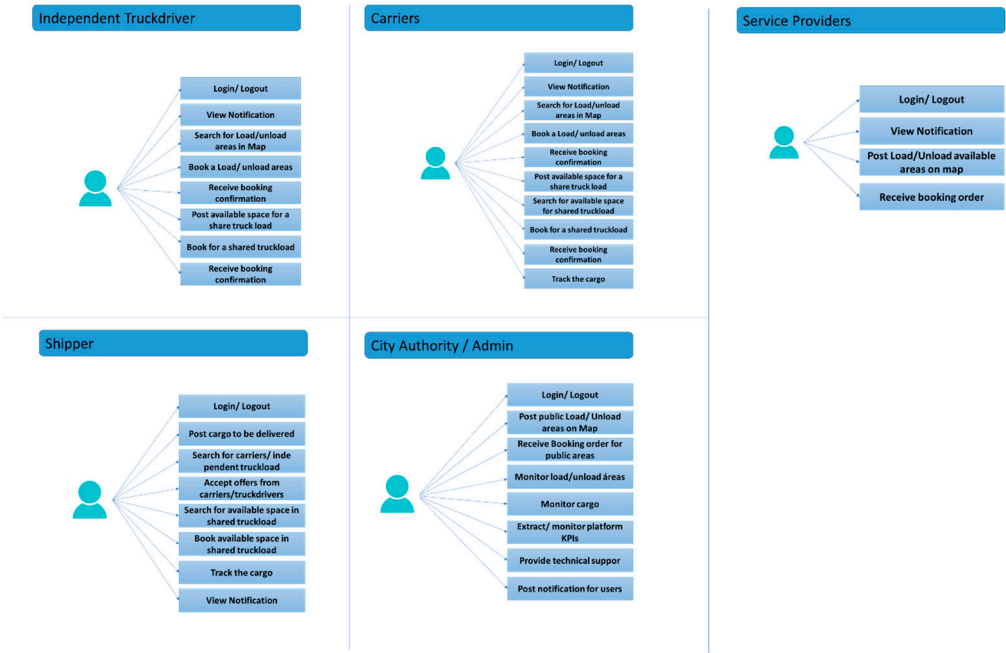 Independent Truckdriver
Login/ Logout
View Notification
Search for Load/unload
areas in Map
Book a Load/ unload areas
Receive booking
confirmation
Post available space for a
share truck load
Book for a shared truckload
Receive booking
confirmation
Carriers
Login/ Logout
View Notification
Search for Load/unload
areas in Map
Book a Load/ unload areas
Receive booking
confirmation
Post available space for a
share truck load
Search for available space
for shared truckload
Book for a shared truckload
Receive booking
confirmation
Track the cargo
Service Providers
Login/ Logout
View Notification
Post Load/Unload available
areas on map
Receive booking order
Shipper
Login/ Logout
Post cargo to be delivered
Search for carriers/ inde
pendent truckload
Accept offers from
carriers/truckdrivers
Search for available space in
shared truckload
Book available space in
shared truckload
Track the cargo
View Notification
City Authority / Admin
Login/ Logout
Post public Load/ Unload
areas on Map
Receive Booking order for
public areas
Monitor load/unload áreas
Monitor cargo
Extract/ monitor platform
KPIs
Provide technical suppor
Post notification for users